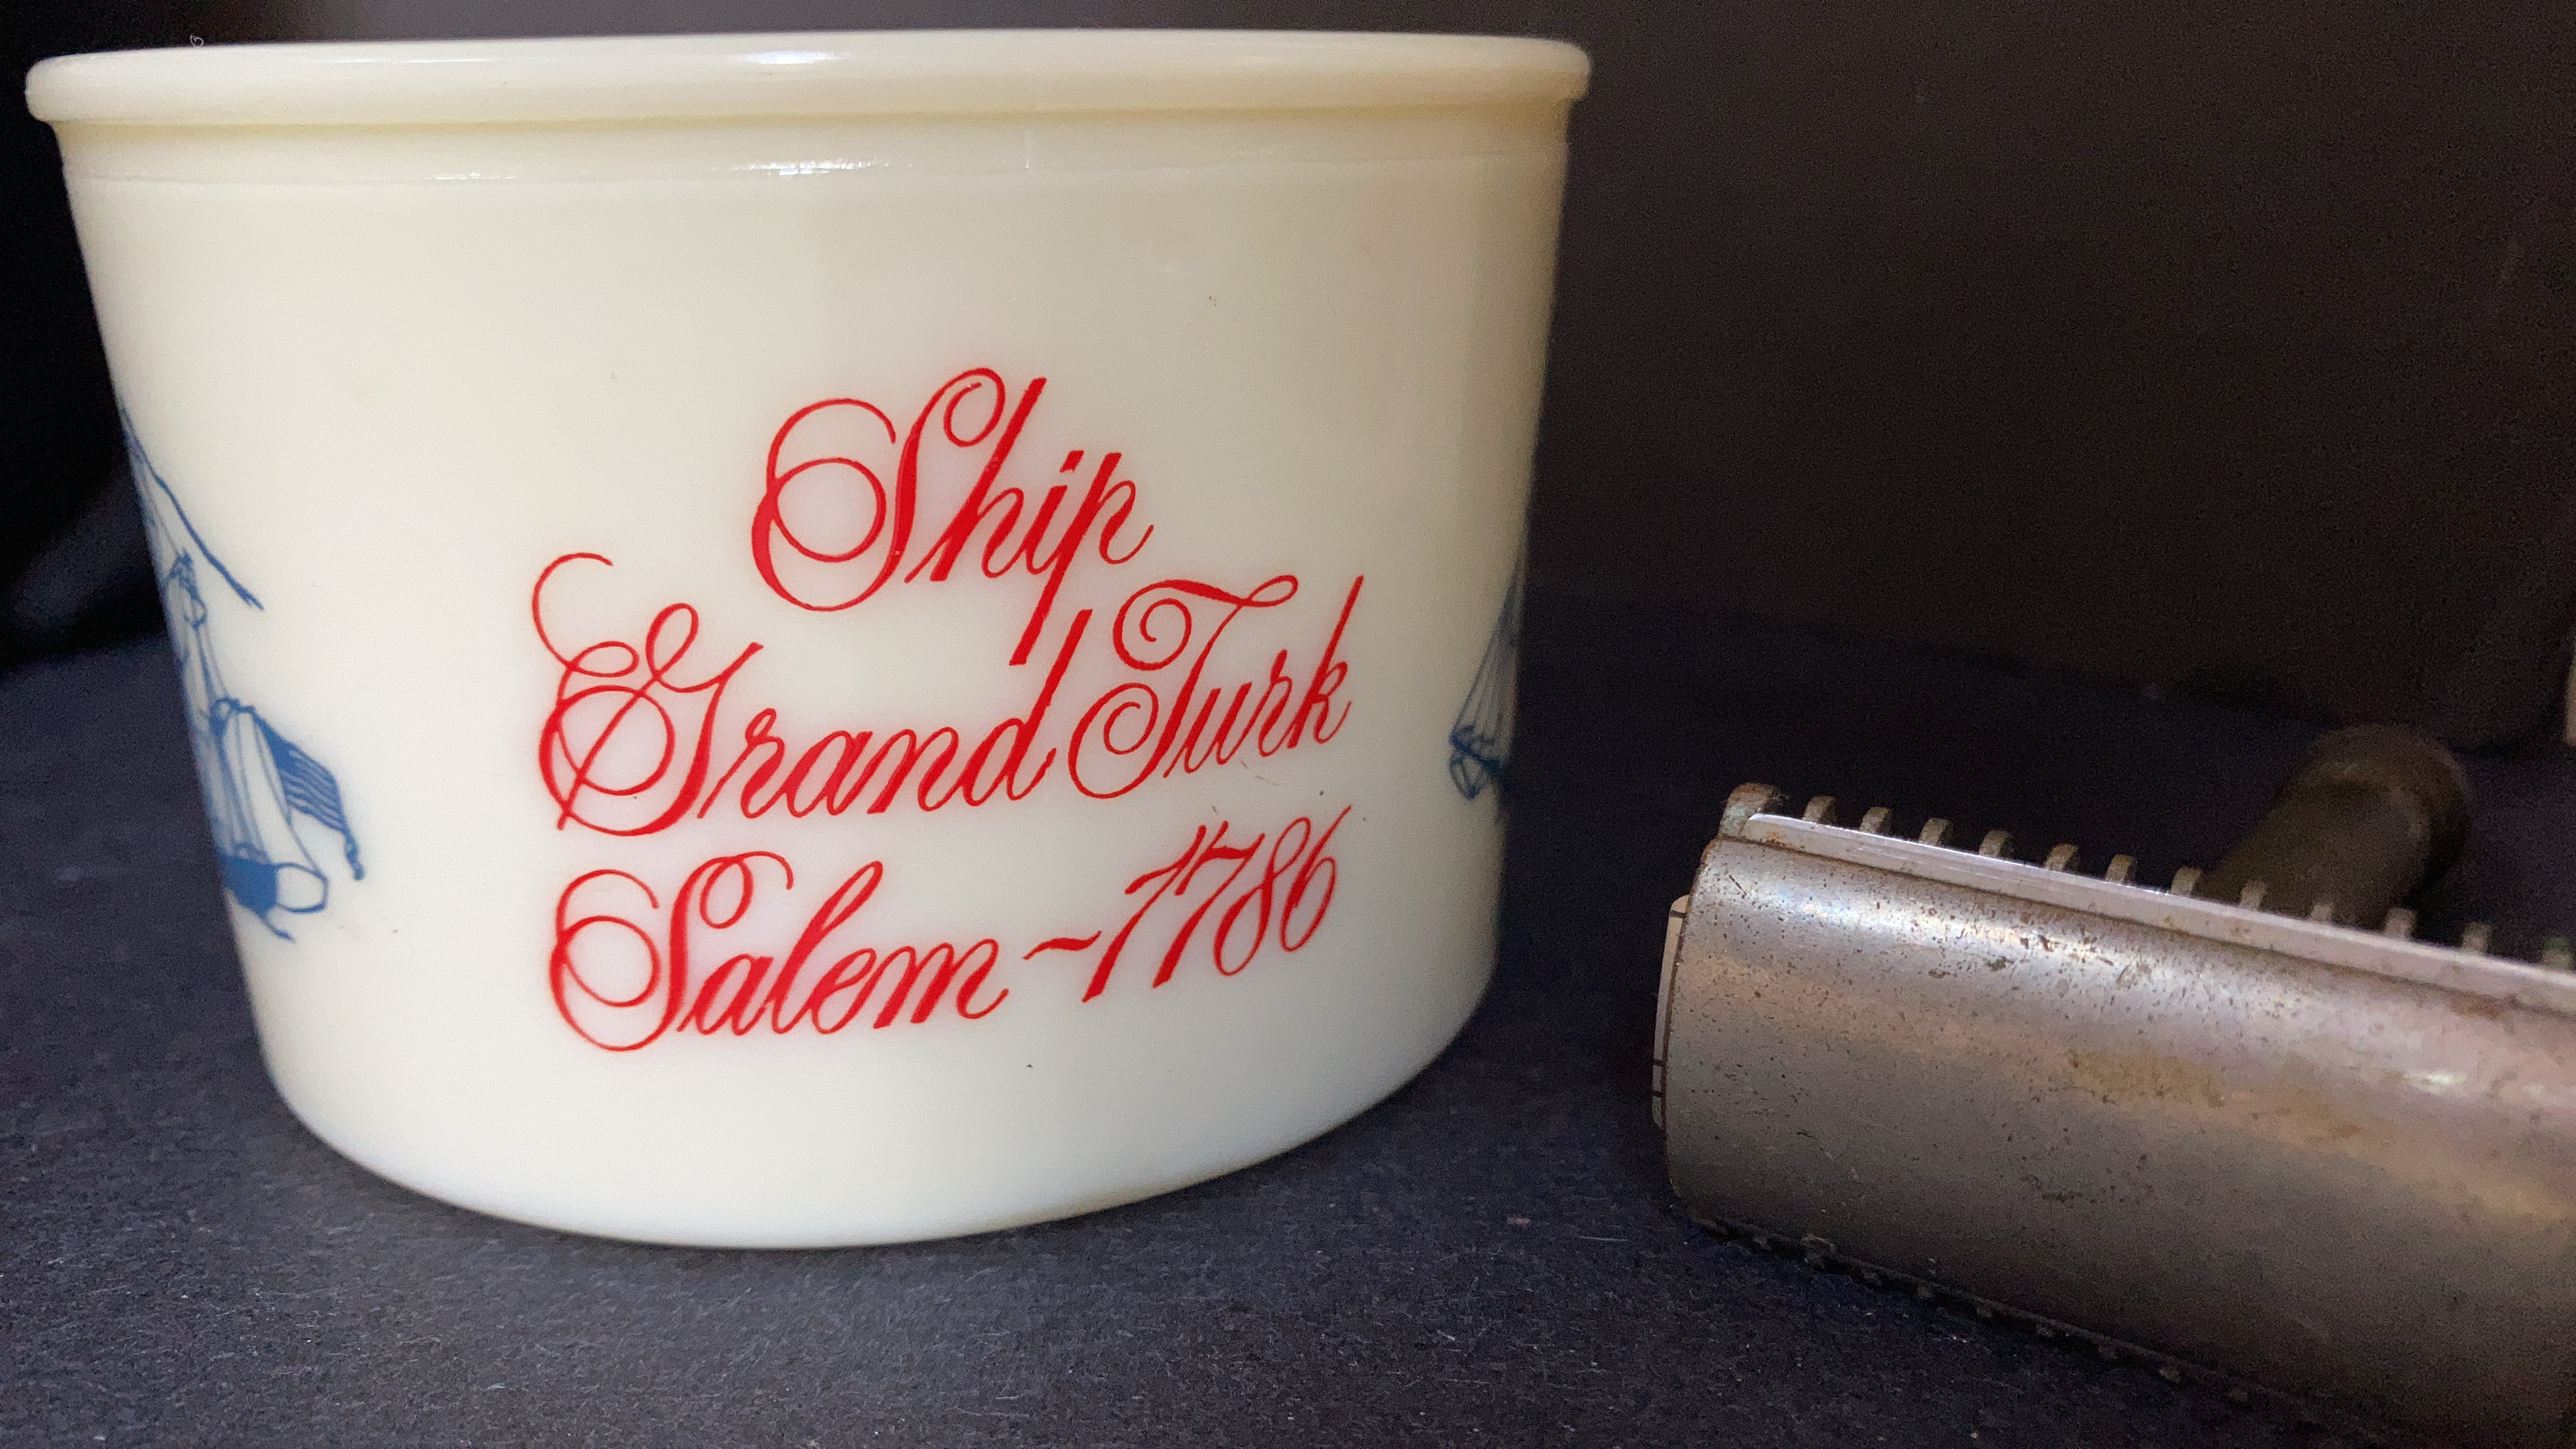 Ship
Grand Turk
Salem ~ 1786